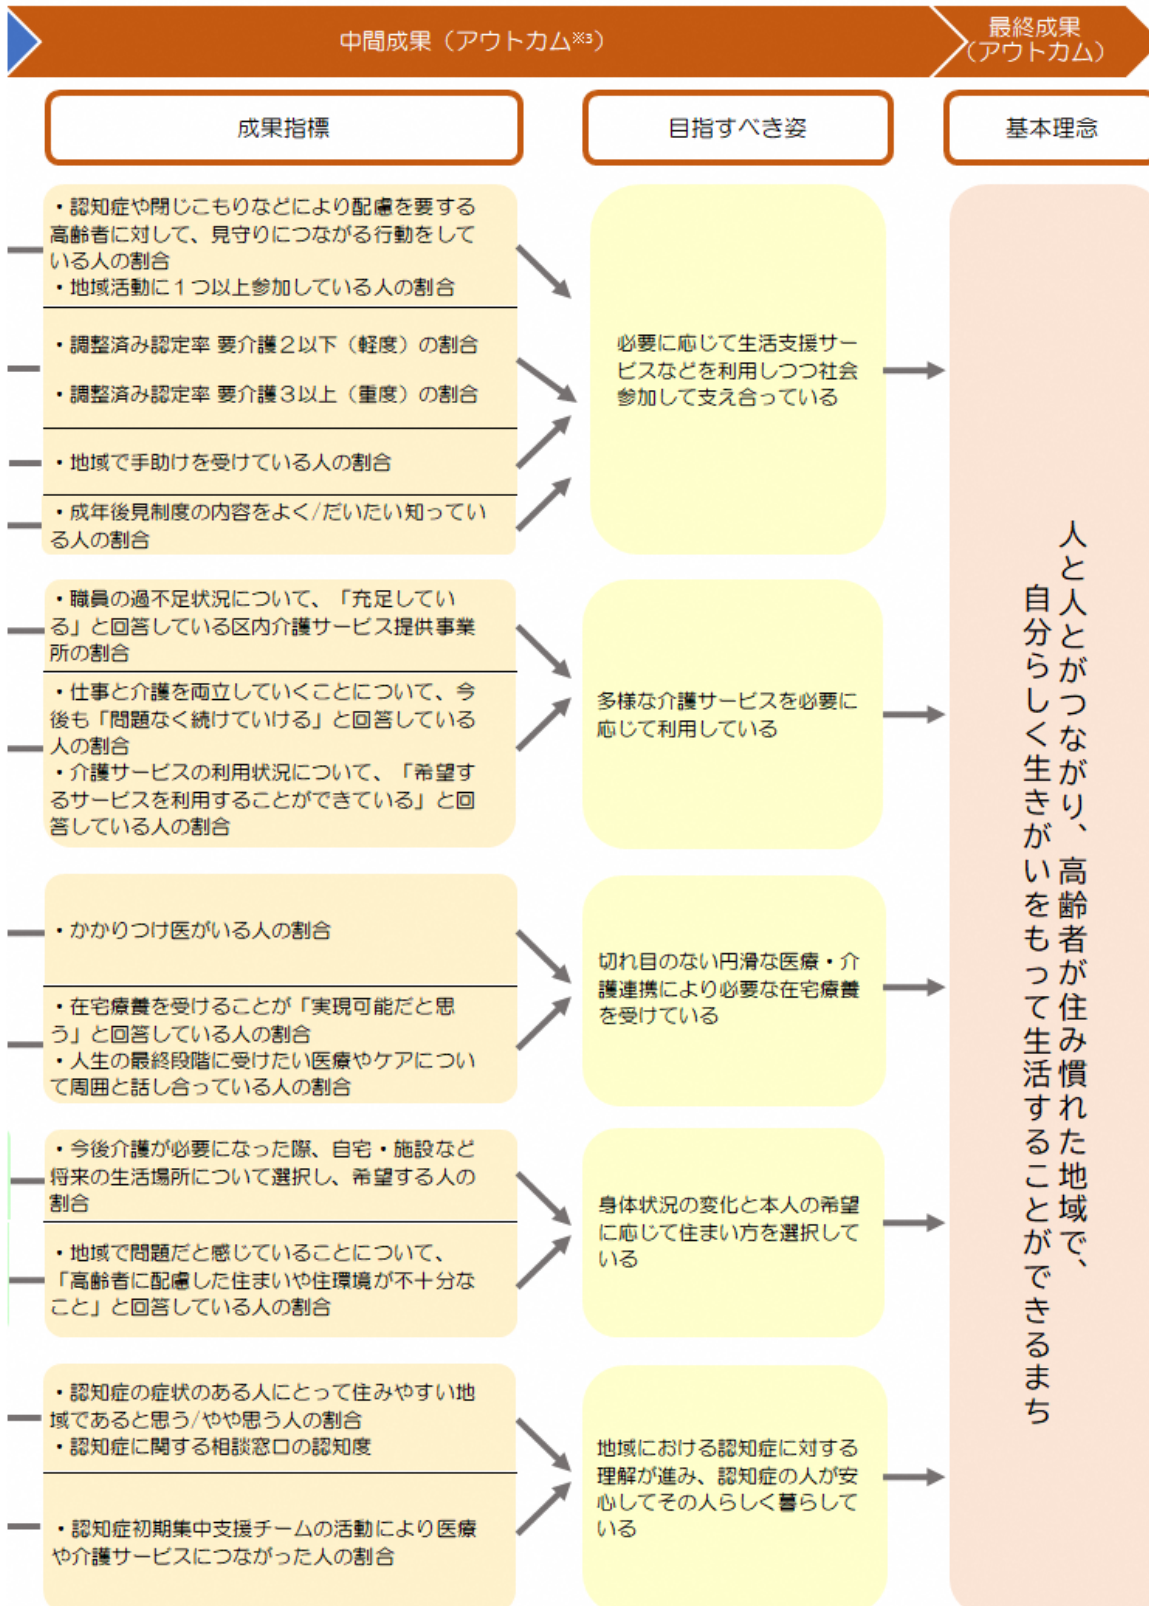 中間成果（アウトカム※3）
最終成果
（アウトカム）
成果指標
目指すべき姿
基本理念
・認知症や閉じこもりなどにより配慮を要する
高齢者に対して、見守りにつながる行動をして
いる人の割合
・地域活動に１つ以上参加している人の割合
・調整済み認定率 要介護２以下（軽度）の割合
・調整済み認定率 要介護３以上（重度）の割合
・地域で手助けを受けている人の割合
・成年後見制度の内容をよく/だいたい知ってい
る人の割合
必要に応じて生活支援サー
ビスなどを利用しつつ社会
参加して支え合っている
・職員の過不足状況について、「充足してい
る」と回答している区内介護サービス提供事業
所の割合
・仕事と介護を両立していくことについて、今
後も「問題なく続けていける」と回答している
人の割合
・介護サービスの利用状況について、「希望す
るサービスを利用することができている」と回
答している人の割合
多様な介護サービスを必要に
応じて利用している
・かかりつけ医がいる人の割合
・在宅療養を受けることが「実現可能だと思
う」と回答している人の割合
・人生の最終段階に受けたい医療やケアについ
て周囲と話し合っている人の割合
切れ目のない円滑な医療・介
護連携により必要な在宅療養
を受けている
・今後介護が必要になった際、自宅・施設など
将来の生活場所について選択し、希望する人の
割合
・地域で問題だと感じていることについて、
「高齢者に配慮した住まいや住環境が不十分な
こと」と回答している人の割合
身体状況の変化と本人の希望
に応じて住まい方を選択して
いる
・認知症の症状のある人にとって住みやすい地
域であると思う/やや思う人の割合
・認知症に関する相談窓口の認知度
・認知症初期集中支援チームの活動により医療
や介護サービスにつながった人の割合
地域における認知症に対する
理解が進み、認知症の人が安
心してその人らしく暮らして
いる
人と人とがつながり、高齢者が住み慣れた地域で、
自分らしく生きがいをもって生活することができるまち